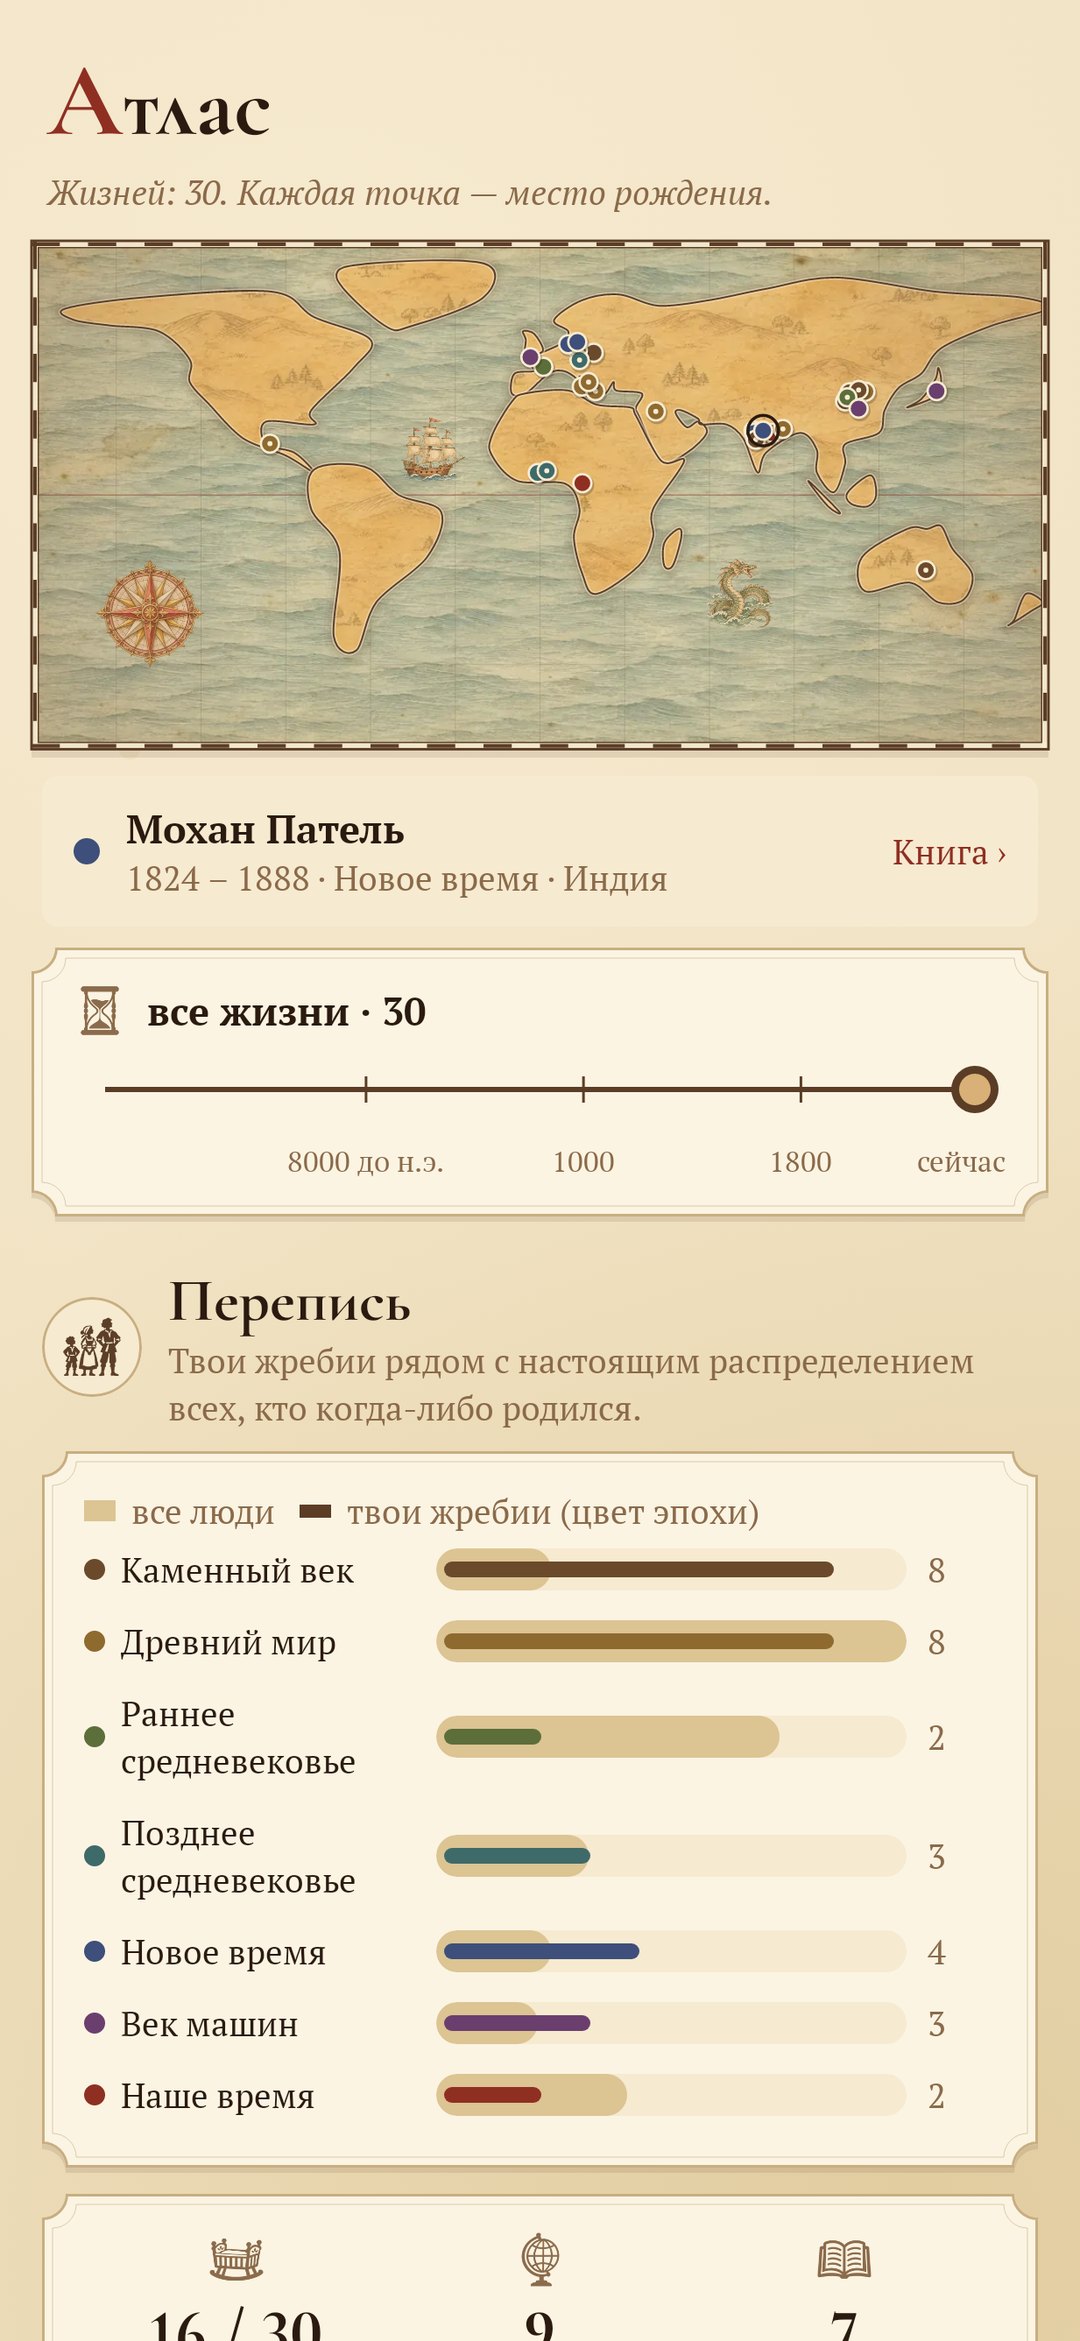 Атлас
Жизней: 30. Каждая точка — место рождения.
Мохан Патель
1824 – 1888 · Новое время · Индия
Книга ›
все жизни · 30
8000 до н.э.
1000
1800
сейчас
Перепись
Твои жребии рядом с настоящим распределением
всех, кто когда-либо родился.
все люди
твои жребии (цвет эпохи)
Каменный век 8
Древний мир 8
Раннее
средневековье 2
Позднее
средневековье 3
Новое время 4
Век машин 3
Наше время 2
16 / 30
9
7